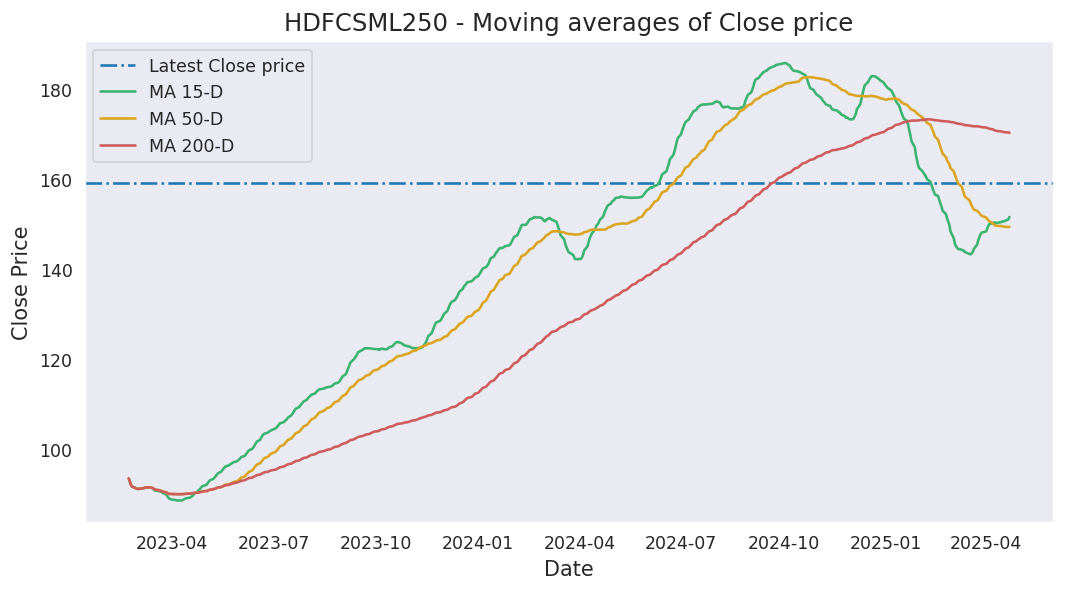 HDFCSML250 - Moving averages of Close price
Latest Close price
MA 15-D
MA 50-D
MA 200-D
180
160
140
120
100
Close Price
2023-04 2023-07 2023-10 2024-01 2024-04 2024-07 2024-10 2025-01 2025-04
Date